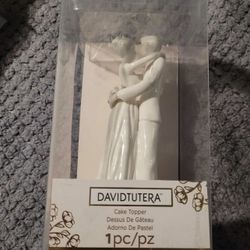 DAVIDTUTERA
Cake Topper
Dessus De Gâteau
Adorno De Pastel
1pc/pz